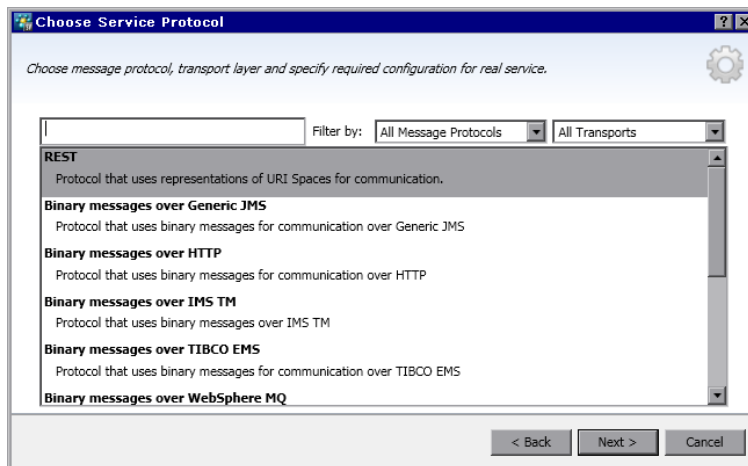 Choose Service Protocol
Choose message protocol, transport layer and specify required configuration for real service.
Filter by: All Message Protocols All Transports
REST
Protocol that uses representations of URI Spaces for communication.
Binary messages over Generic JMS
Protocol that uses binary messages for communication over Generic JMS
Binary messages over HTTP
Protocol that uses binary messages for communication over HTTP
Binary messages over IMS TM
Protocol that uses binary messages over IMS TM
Binary messages over TIBCO EMS
Protocol that uses binary messages for communication over TIBCO EMS
Binary messages over WebSphere MQ
< Back Next > Cancel